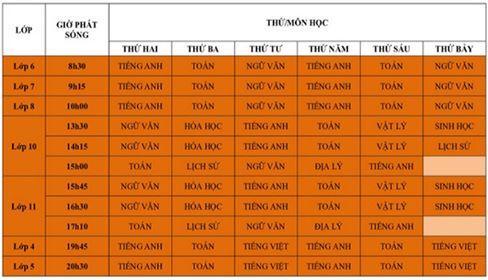 LỚP GIỜ PHÁT SÓNG THỨ/MÔN HỌC
THỨ HAI THỨ BA THỨ TƯ THỨ NĂM THỨ SÁU THỨ BẢY
Lớp 6 8h30 TIẾNG ANH TOÁN NGỮ VĂN TIẾNG ANH TOÁN NGỮ VĂN
Lớp 7 9h15 TIẾNG ANH TOÁN NGỮ VĂN TIẾNG ANH TOÁN NGỮ VĂN
Lớp 8 10h00 TIẾNG ANH TOÁN NGỮ VĂN TIẾNG ANH TOÁN NGỮ VĂN
Lớp 10 13h30 NGỮ VĂN HÓA HỌC TIẾNG ANH TOÁN VẬT LÝ SINH HỌC
14h15 NGỮ VĂN HÓA HỌC TIẾNG ANH TOÁN VẬT LÝ LỊCH SỬ
15h00 TOÁN LỊCH SỬ NGỮ VĂN ĐỊA LÝ TIẾNG ANH
Lớp 11 15h45 NGỮ VĂN HÓA HỌC TIẾNG ANH TOÁN VẬT LÝ SINH HỌC
16h30 NGỮ VĂN HÓA HỌC TIẾNG ANH TOÁN VẬT LÝ SINH HỌC
17h10 TOÁN LỊCH SỬ NGỮ VĂN ĐỊA LÝ TIẾNG ANH
Lớp 4 19h45 TIẾNG ANH TOÁN TIẾNG VIỆT TIẾNG ANH TOÁN TIẾNG VIỆT
Lớp 5 20h30 TIẾNG ANH TOÁN TIẾNG VIỆT TIẾNG ANH TOÁN TIẾNG VIỆT